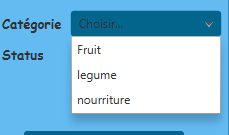 Catégorie Choisir...
Fruit
Status
legume
nourriture